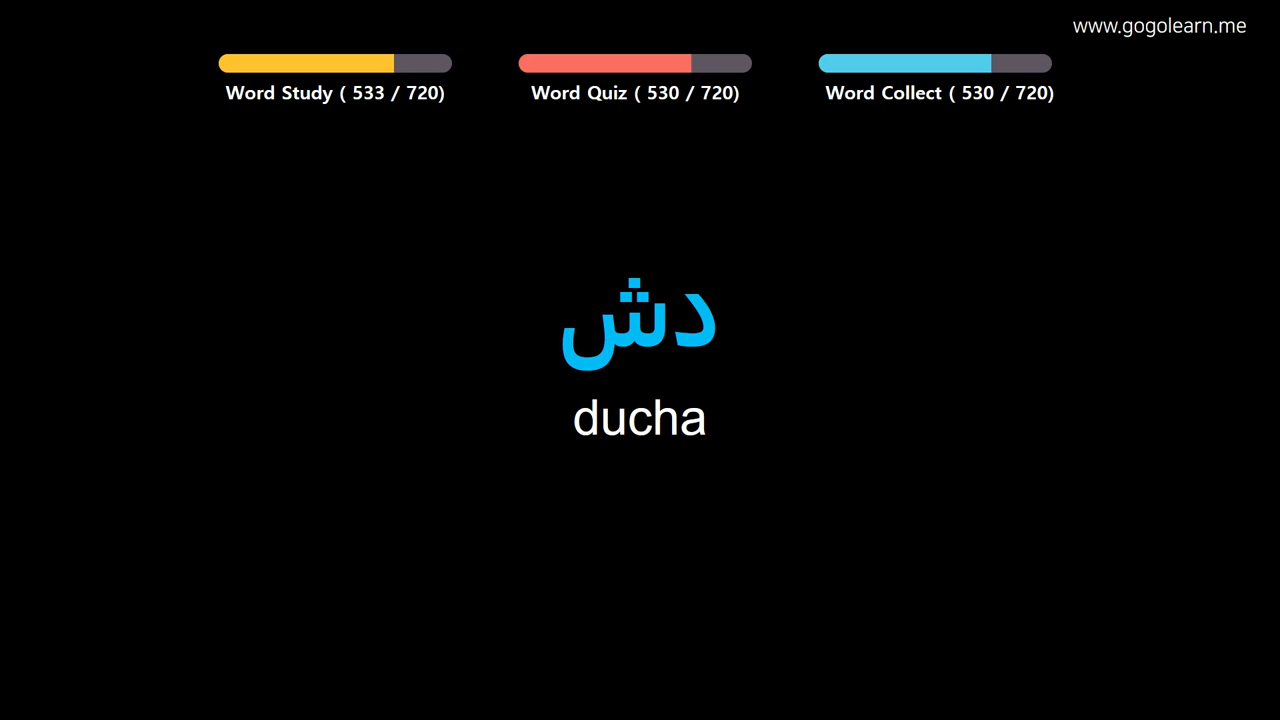 www.gogolearn.me
Word Study ( 533 / 720)
Word Quiz ( 530 / 720)
Word Collect ( 530 / 720)
دش
ducha